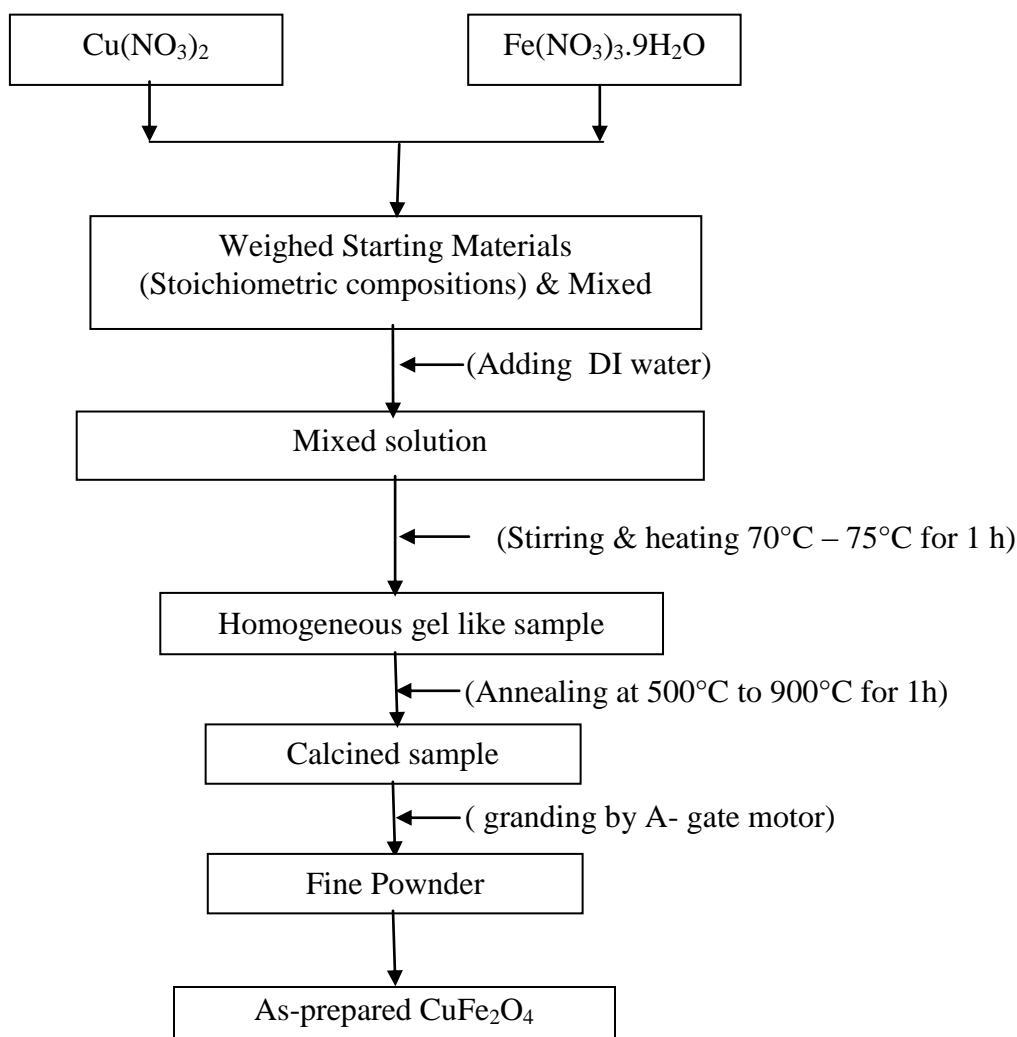 Cu(NO₃)₂
Fe(NO₃)₃.9H₂O
Weighed Starting Materials
(Stoichiometric compositions) & Mixed
(Adding DI water)
Mixed solution
(Stirring & heating 70°C – 75°C for 1 h)
Homogeneous gel like sample
(Annealing at 500°C to 900°C for 1h)
Calcined sample
( granding by A- gate motor)
Fine Pownder
As-prepared CuFe₂O₄